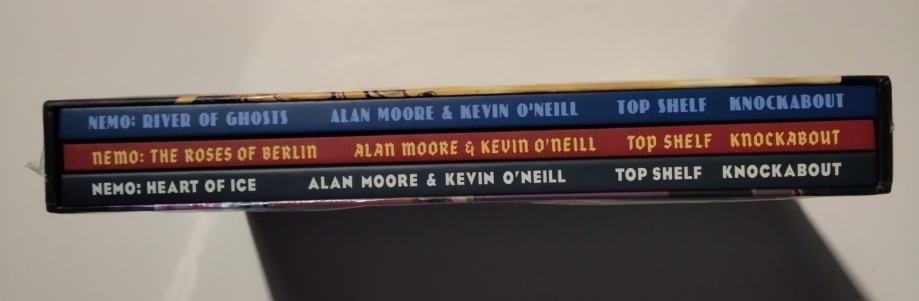 NEMO: RIVER OF GHOSTS ALAN MOORE & KEVIN O'NEILL TOP SHELF KNOCKABOUT
NEMO: THE ROSES OF BERLIN ALAN MOORE & KEVIN O'NEILL TOP SHELF KNOCKABOUT
NEMO: HEART OF ICE ALAN MOORE & KEVIN O'NEILL TOP SHELF KNOCKABOUT